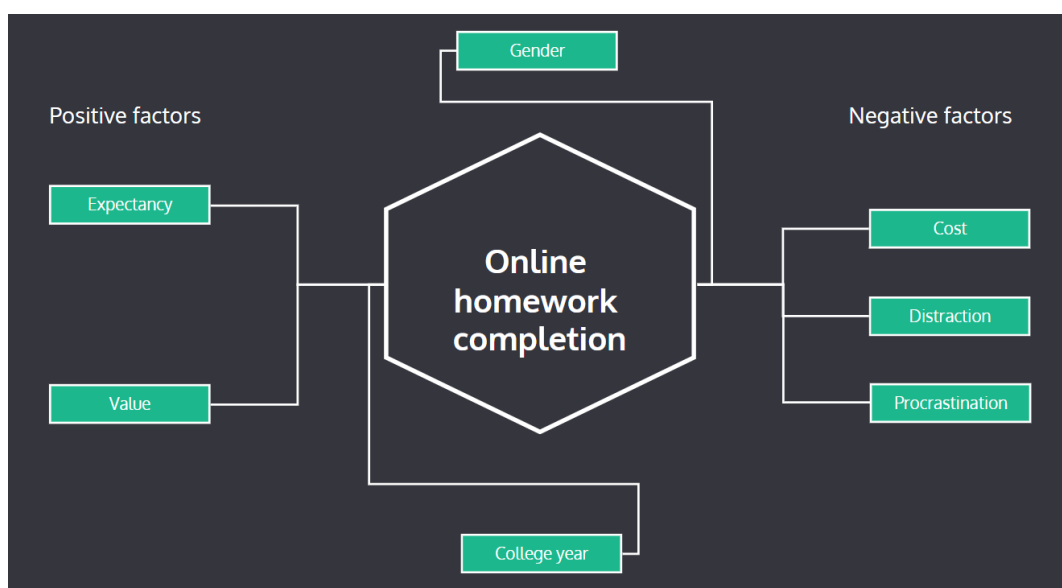 Gender
Positive factors
Negative factors
Expectancy
Value
Online
homework
completion
Cost
Distraction
Procrastination
College year